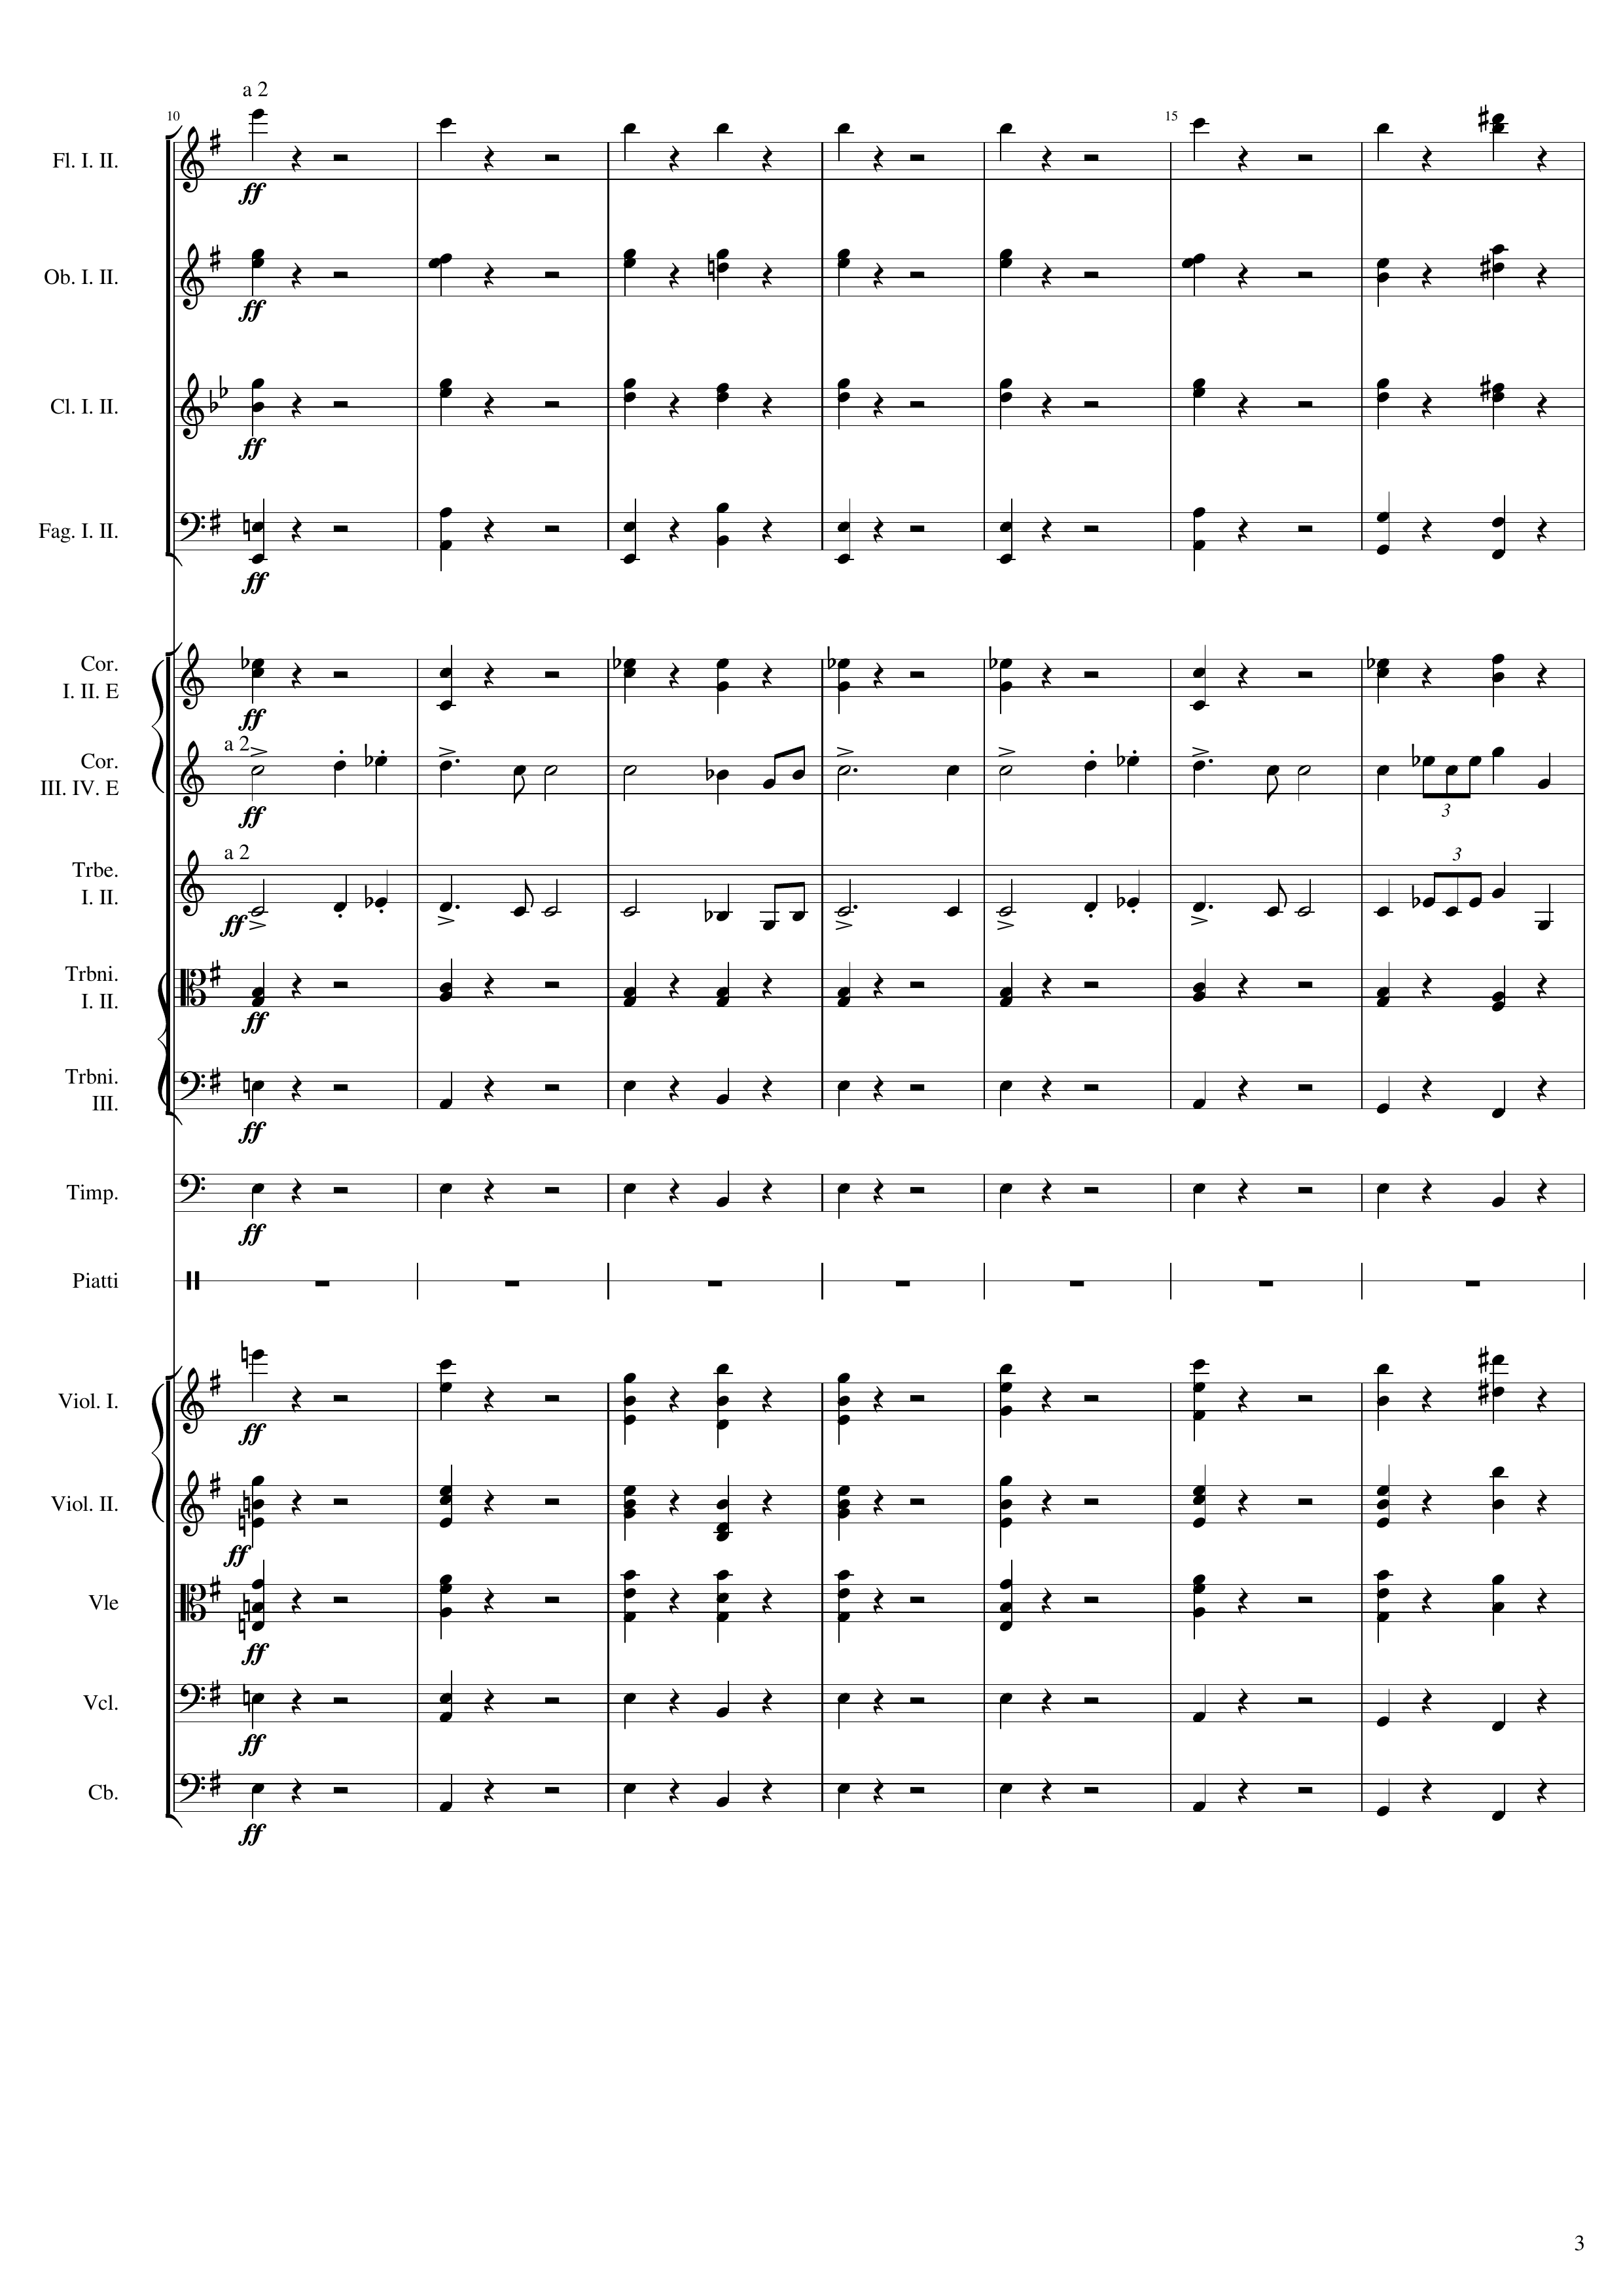 a 2
10
15
Fl. I. II.
ff
Ob. I. II.
ff
Cl. I. II.
ff
Fag. I. II.
ff
Cor.
I. II. E
ff
a 2
Cor.
III. IV. E
ff
3
a 2
Trbe.
I. II.
ff
3
Trbni.
I. II.
ff
Trbni.
III.
ff
Timp.
ff
Piatti
Viol. I.
ff
Viol. II.
ff
Vle
ff
Vcl.
ff
Cb.
ff
3